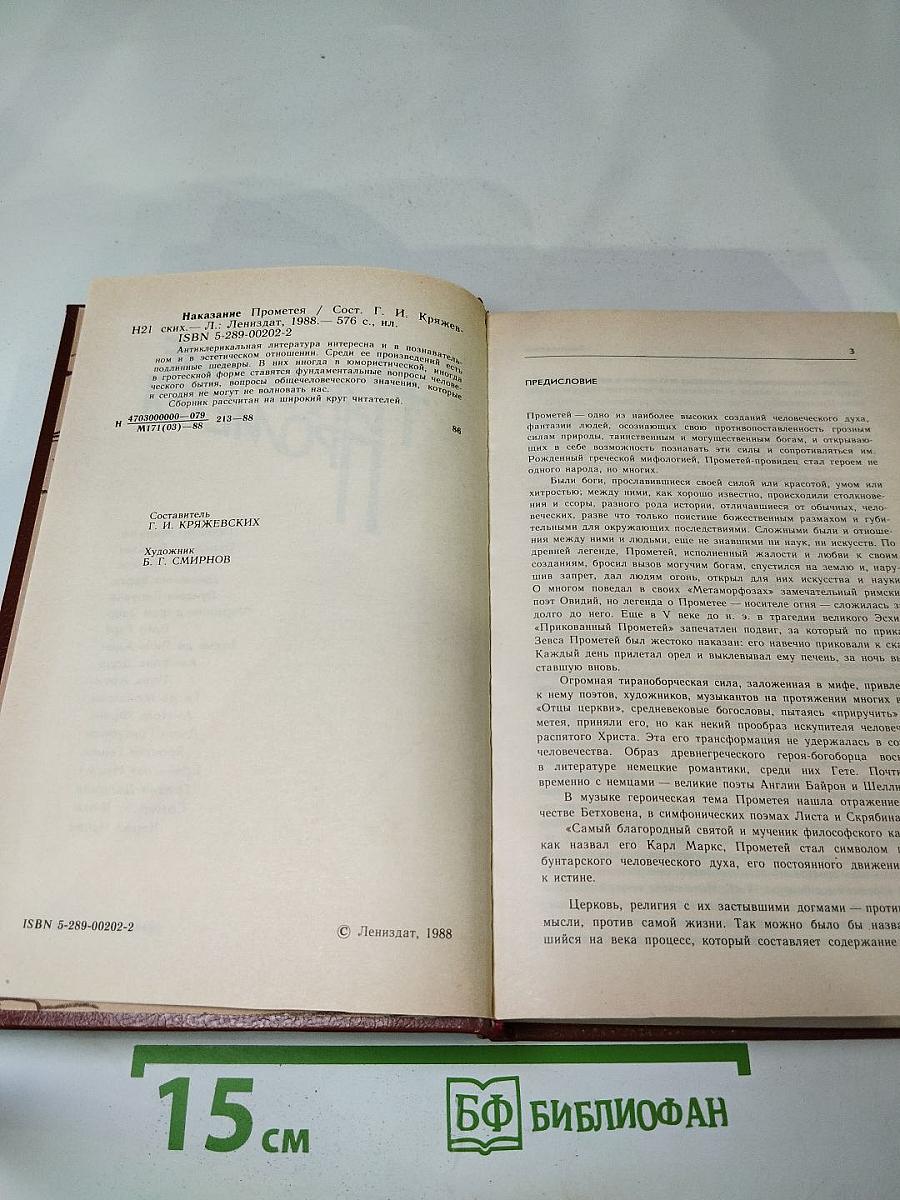 Наказание Прометея / Сост. Г. И. Кряжев.
Н21 ских.— Л.: Лениздат, 1988.— 576 с., ил.
ISBN 5-289-00202-2
Антиклерикальная литература интересна и в познаватель-
ном и в эстетическом отношении. Среди ее произведений есть
подлинные шедевры. В них иногда в юмористической, иногда
в гротескной форме ставятся фундаментальные вопросы челове-
ческого бытия, вопросы общечеловеческого значения, которые
и сегодня не могут не волновать нас.
Сборник рассчитан на широкий круг читателей.
Н 4703000000—079 213—88
М171(03)—88
86
Составитель
Г. И. КРЯЖЕВСКИХ
Художник
Б. Г. СМИРНОВ
ISBN 5-289-00202-2
© Лениздат, 1988
3
ПРЕДИСЛОВИЕ
Прометей — одно из наиболее высоких созданий человеческого духа,
фантазии людей, осознающих свою противопоставленность грозным
силам природы, таинственным и могущественным богам, и открываю-
щих в себе возможность познавать эти силы и сопротивляться им.
Рожденный греческой мифологией, Прометей-провидец стал героем не
одного народа, но многих.
Были боги, прославившиеся своей силой или красотой, умом или
хитростью; между ними, как хорошо известно, происходили столкнове-
ния и ссоры, разного рода истории, отличавшиеся от обычных, чело-
веческих, разве что только поистине божественным размахом и губи-
тельными для окружающих последствиями. Сложными были и отноше-
ния между ними и людьми, еще не знавшими ни наук, ни искусств. По
древней легенде, Прометей, исполненный жалости и любви к своим
созданиям, бросил вызов могучим богам, спустился на землю и, нару-
шив запрет, дал людям огонь, открыл для них искусства и науки
О многом поведал в своих «Метаморфозах» замечательный римски
поэт Овидий, но легенда о Прометее — носителе огня — сложилась з
долго до него. Еще в V веке до н. э. в трагедии великого Эсхи
«Прикованный Прометей» запечатлен подвиг, за который по прика
Зевса Прометей был жестоко наказан: его навечно приковали к ска
Каждый день прилетал орел и выклевывал ему печень, за ночь вы
ставшую вновь.
Огромная тираноборческая сила, заложенная в мифе, привле
к нему поэтов, художников, музыкантов на протяжении многих в
«Отцы церкви», средневековые богословы, пытаясь «приручить»
метея, приняли его, но как некий прообраз искупителя человеч
распятого Христа. Эта его трансформация не удержалась в со
человечества. Образ древнегреческого героя-богоборца вос
в литературе немецкие романтики, среди них Гете. Почти
временно с немцами — великие поэты Англии Байрон и Шелли
В музыке героическая тема Прометея нашла отражение
честве Бетховена, в симфонических поэмах Листа и Скрябина
«Самый благородный святой и мученик философского ка
как назвал его Карл Маркс, Прометей стал символом
бунтарского человеческого духа, его постоянного движени
к истине.
Церковь, религия с их застывшими догмами — против
мысли, против самой жизни. Так можно было бы назва
шийся на века процесс, который составляет содержание
15 см
БФ БИБЛИОФАН